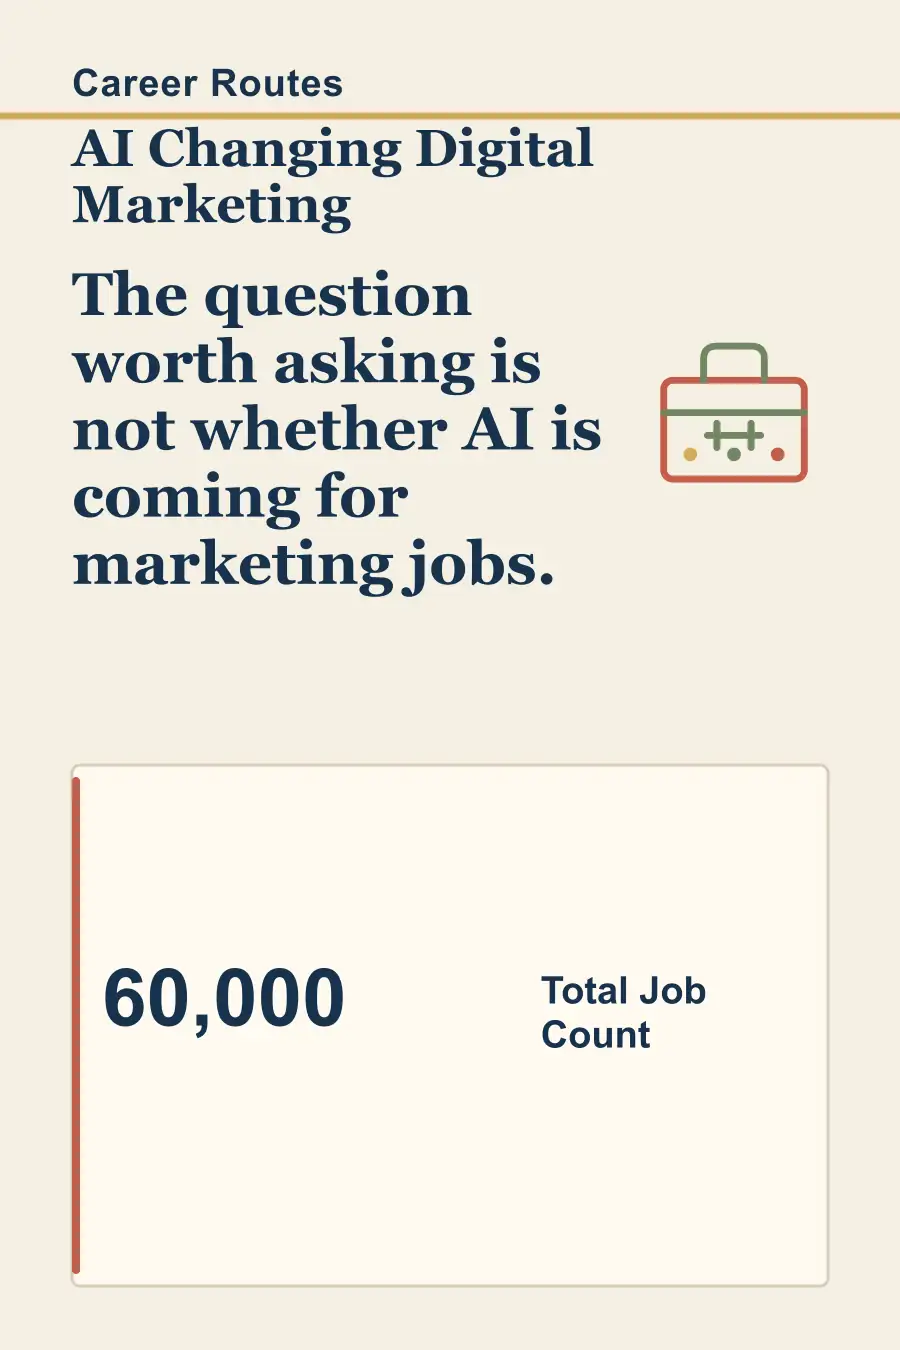 Career Routes
AI Changing Digital
Marketing
The question
worth asking is
not whether AI is
coming for
marketing jobs.
60,000
Total Job
Count